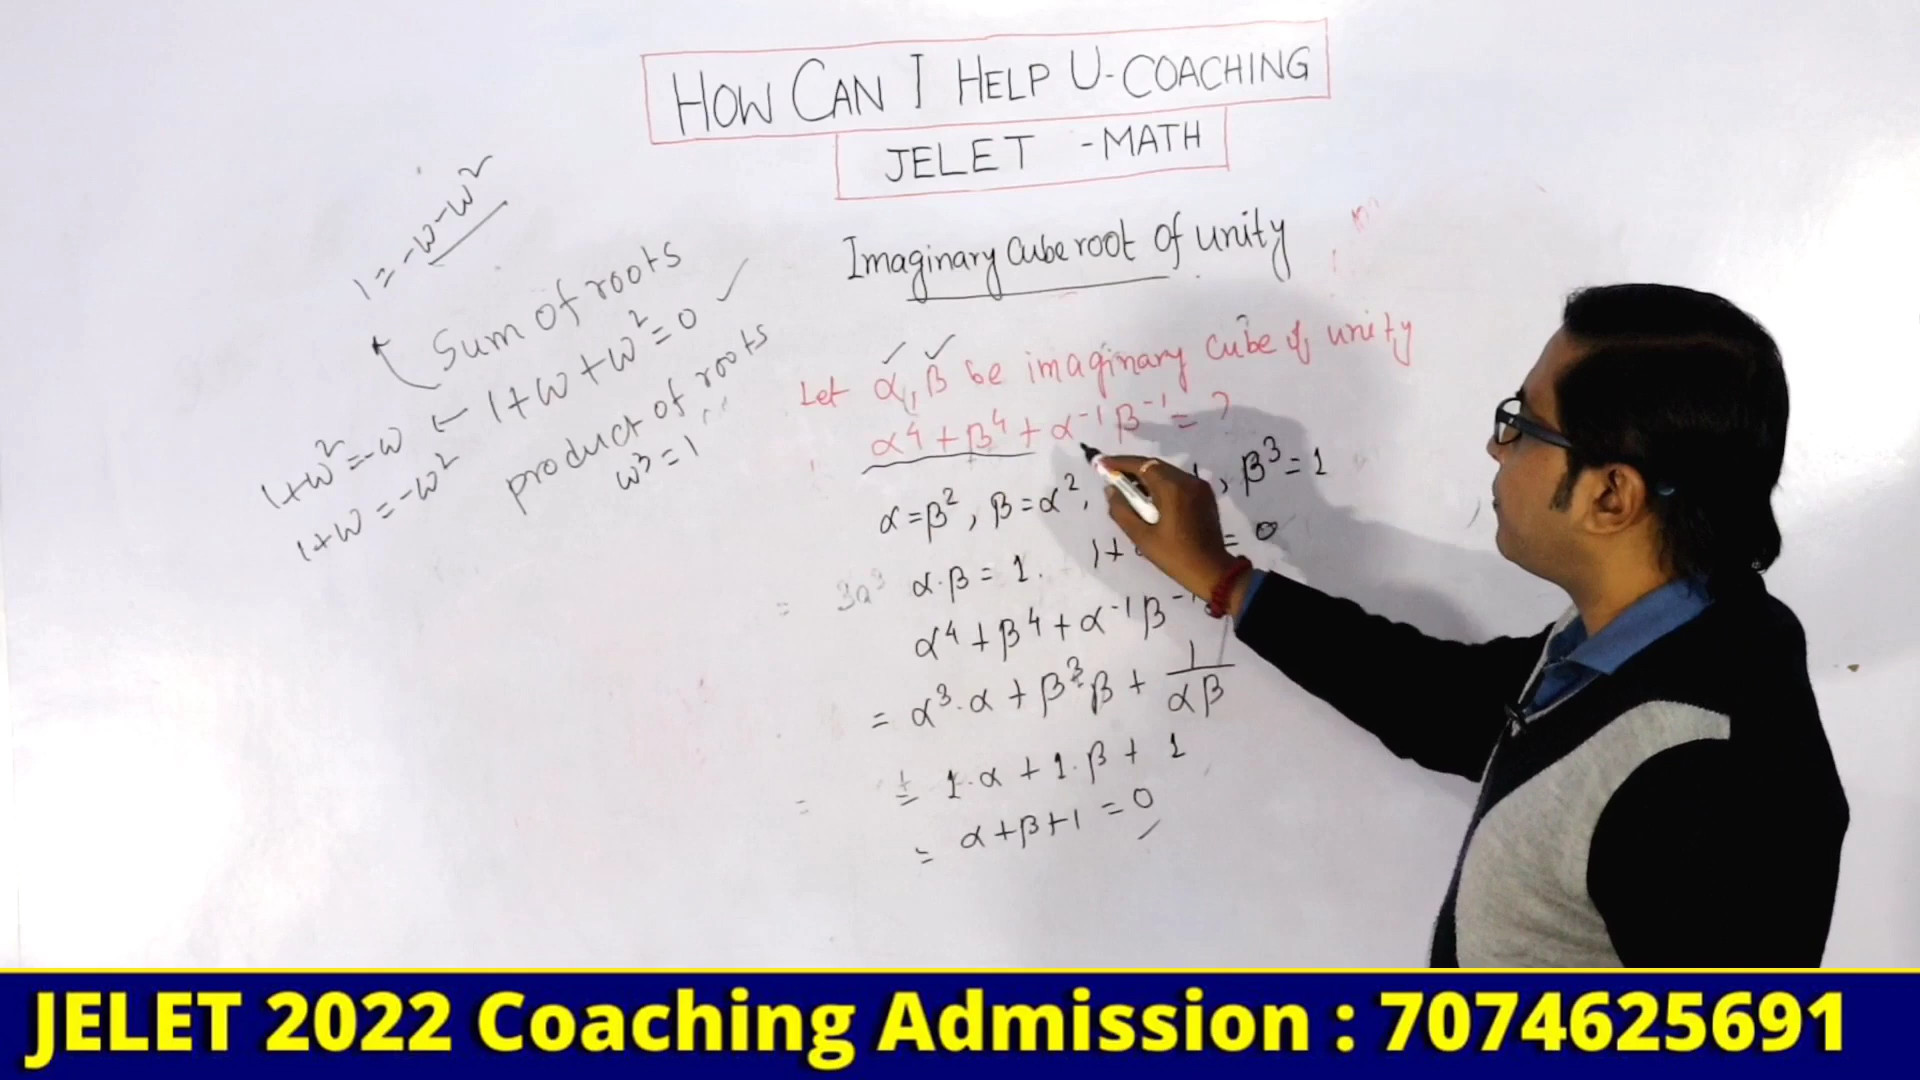 HOW CAN I HELP U-COACHING
JELET - MATH
Imaginary Cube root of unity
1 = -ω-ω²
Sum of roots
1+ω²=-ω ← 1+ω+ω²=0 ✓
1+ω=-ω²
product of roots
ω³=1
Let α, β be imaginary cube of unity
α⁴+β⁴+α⁻¹β⁻¹=?
α=β², β=α², , β³=1
= 3a³ α·β=1. 1+ =0
α⁴+β⁴+α⁻¹β⁻¹
= α³·α+β³β+1/αβ
= 1·α+1·β+1
= α+β+1=0
JELET 2022 Coaching Admission : 7074625691